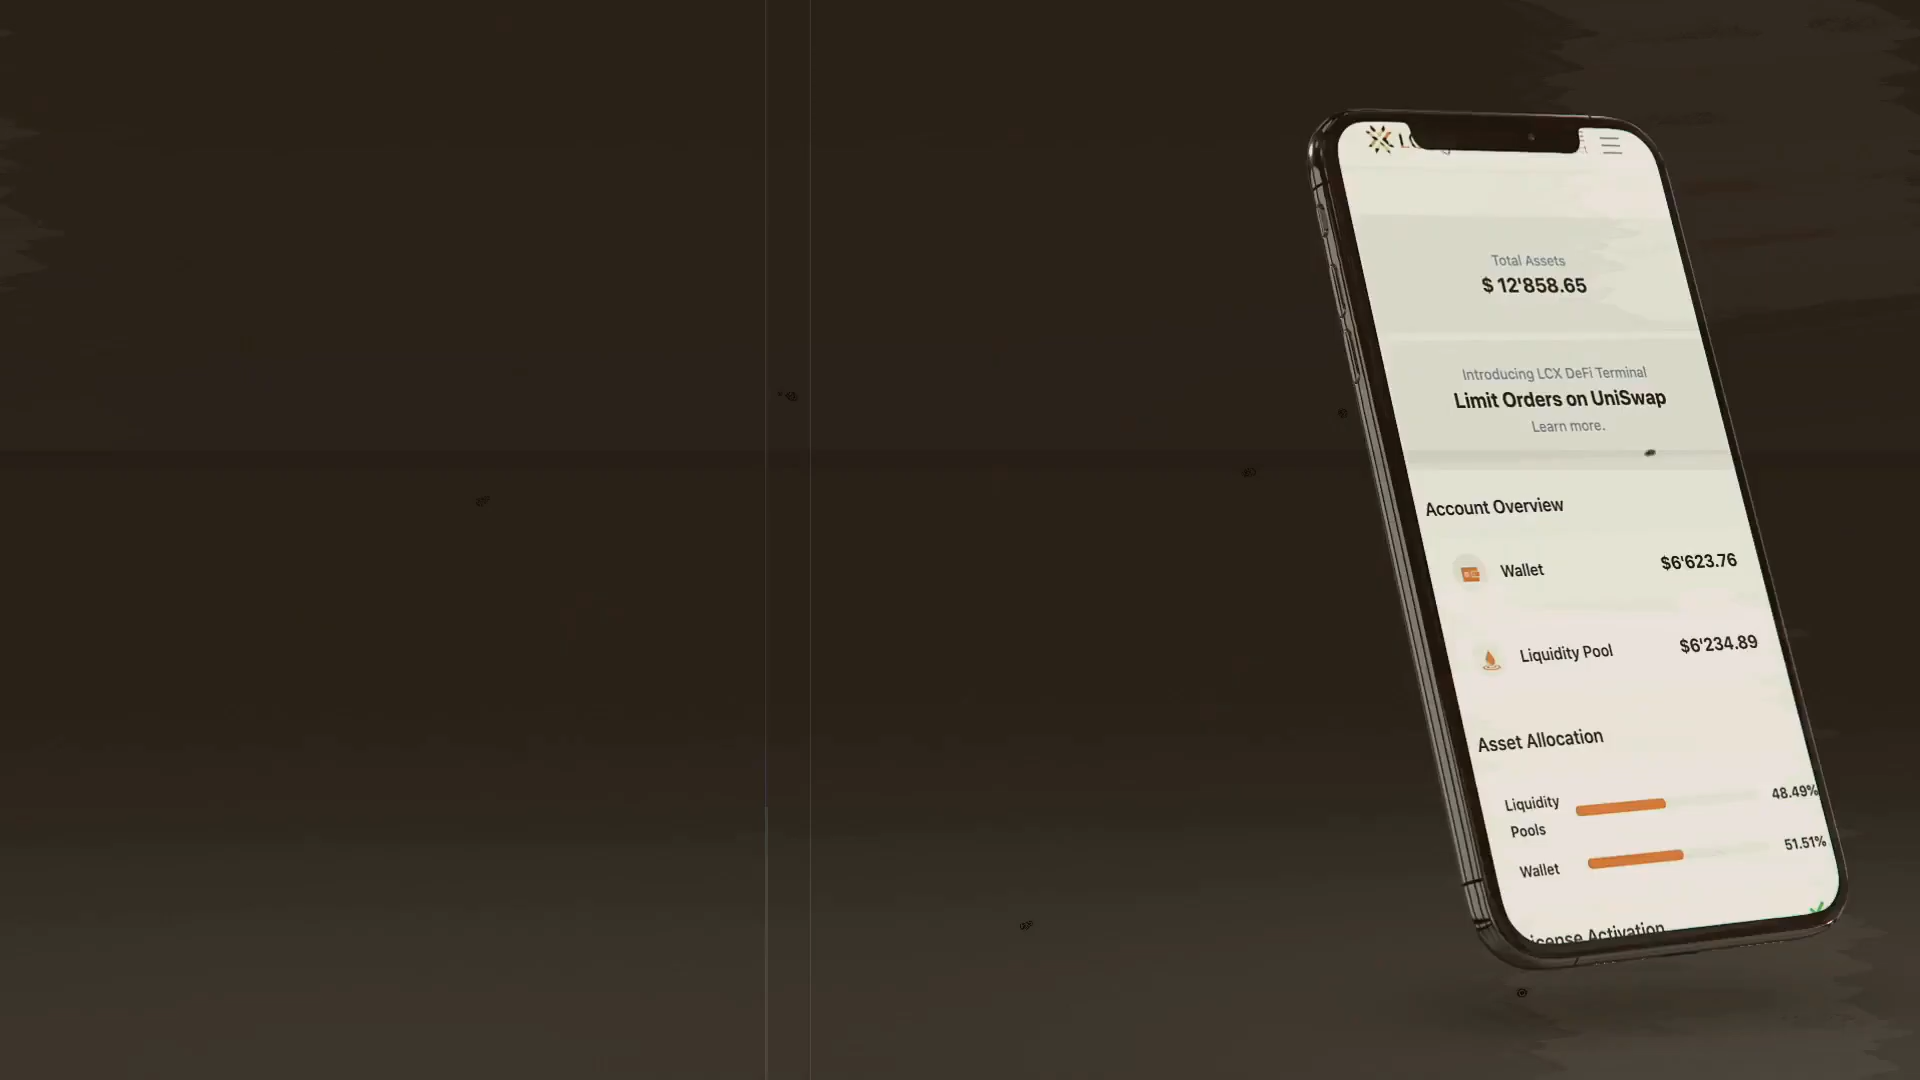 Total Assets
$ 12'858.65
Introducing LCX DeFi Terminal
Limit Orders on UniSwap
Learn more.
Account Overview
Wallet $6'623.76
Liquidity Pool $6'234.89
Asset Allocation
Liquidity Pools 48.49%
Wallet 51.51%
Activation